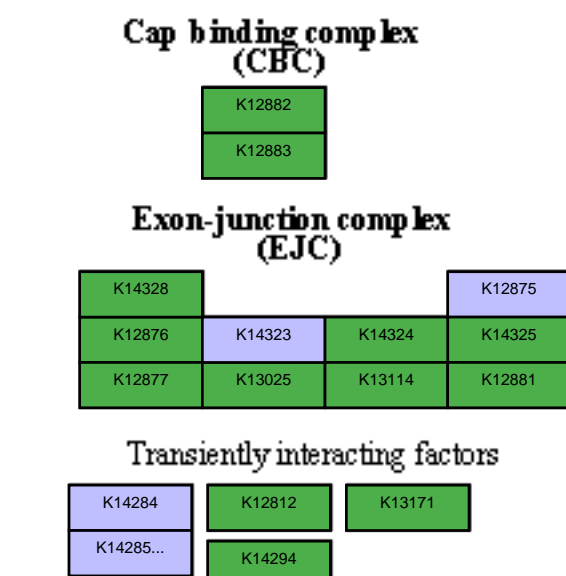 Cap binding complex
(CBC)
K12882
K12883
Exon-junction complex
(EJC)
K14328 K12875
K12876 K14323 K14324 K14325
K12877 K13025 K13114 K12881
Transiently interacting factors
K14284 K12812 K13171
K14285...
K14294